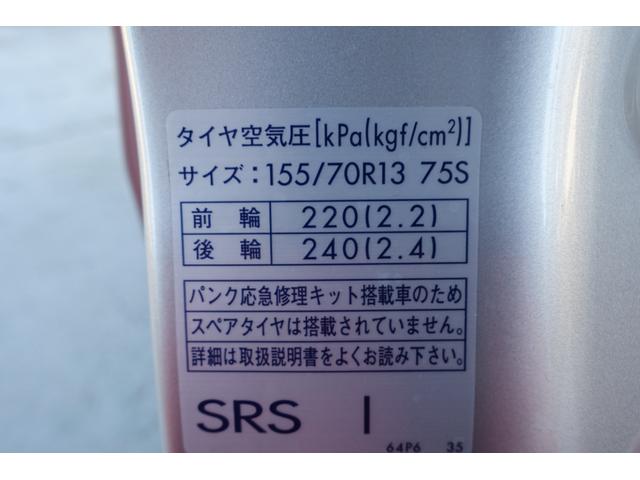 タイヤ空気圧[kPa(kgf/cm²)]
サイズ：155/70R13 75S
前輪 220(2.2)
後輪 240(2.4)
パンク応急修理キット搭載車のため
スペアタイヤは搭載されていません。
詳細は取扱説明書をよくお読み下さい。
SRS I
64P6 35